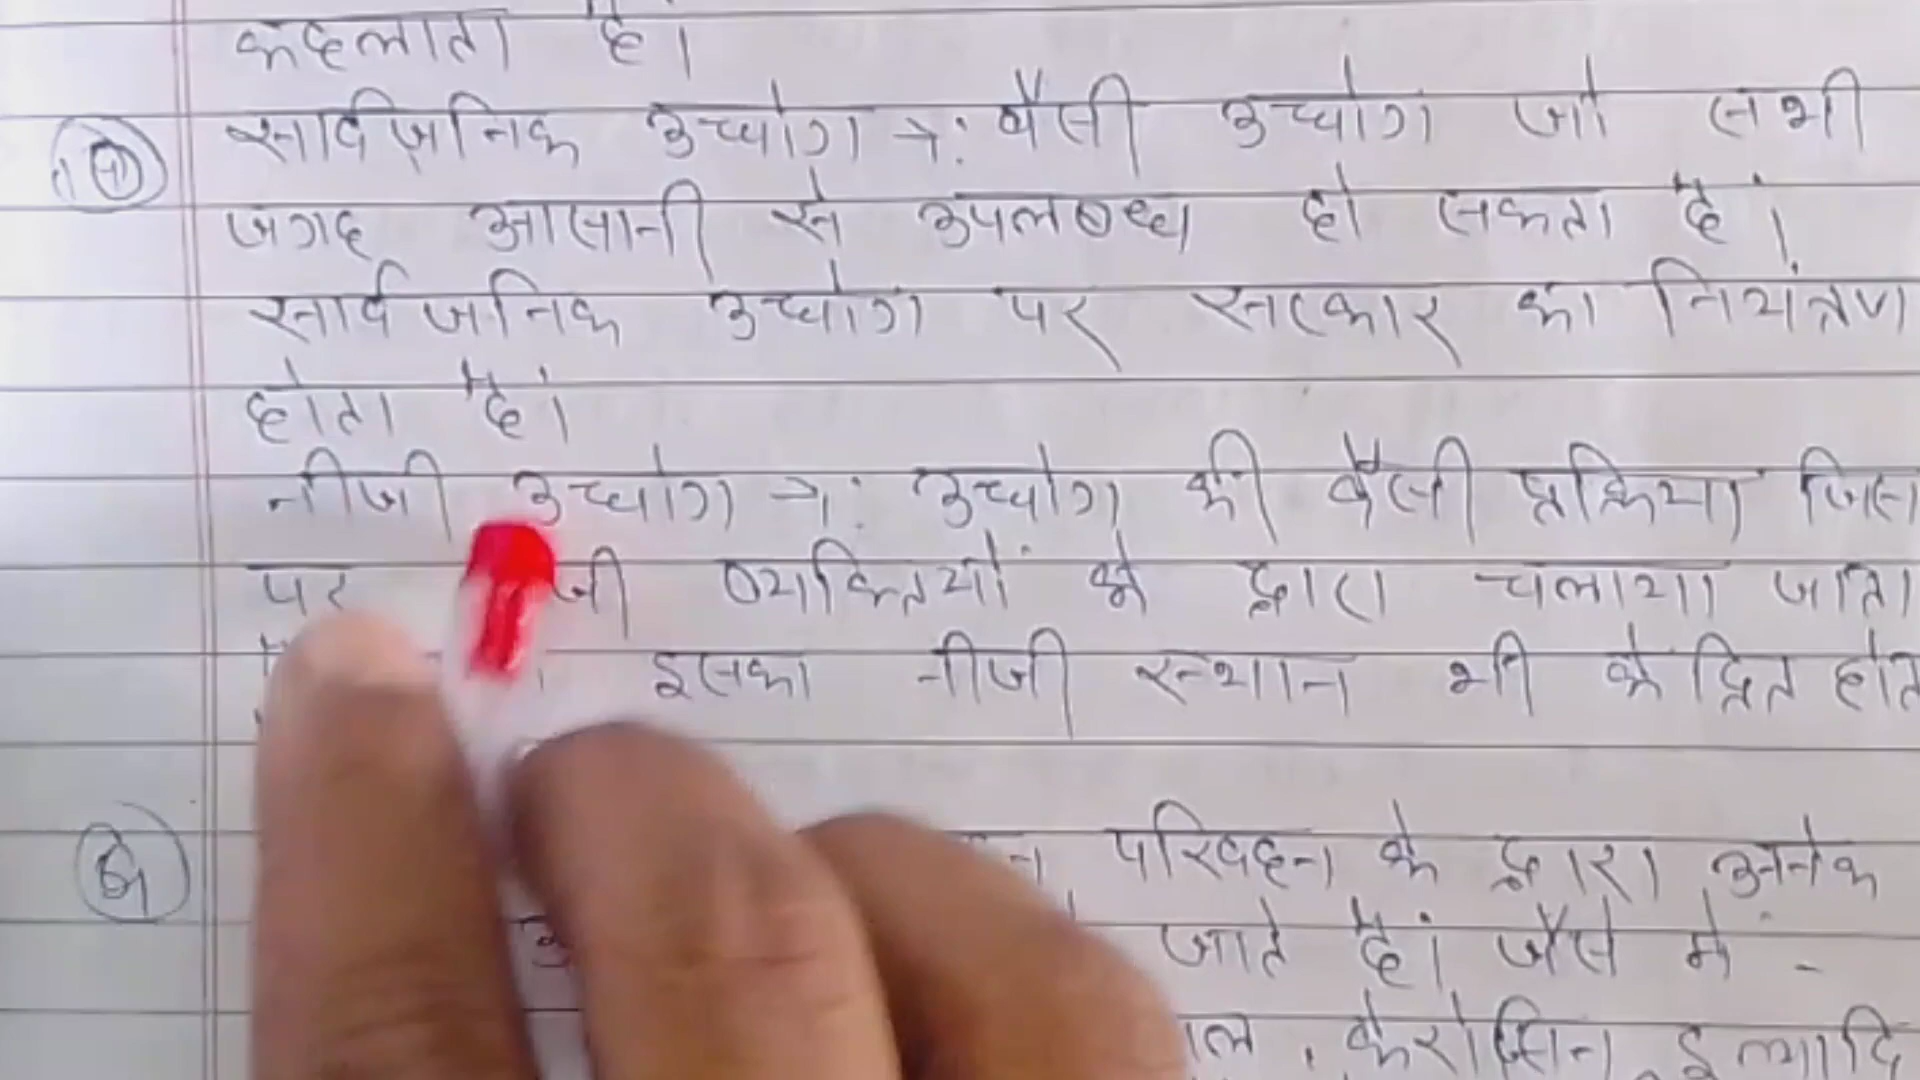 कहलाता है।
सार्वजनिक उद्योग →: वैसी उद्योग जो सभी
जगह आसानी से उपलब्ध हो सकता है।
सार्वजनिक उद्योग पर सरकार का नियंत्रण
होता है।
नीजी उद्योग →: उद्योग की वैसी प्रक्रिया जिस
पर जी व्यक्तियों के द्वारा चलाया जाता
इसका नीजी स्थान भी केंद्रित होत
परिवहन के द्वारा अनेक
जाते है। जैसे में -
ाल, केरोसिन, इत्यादि